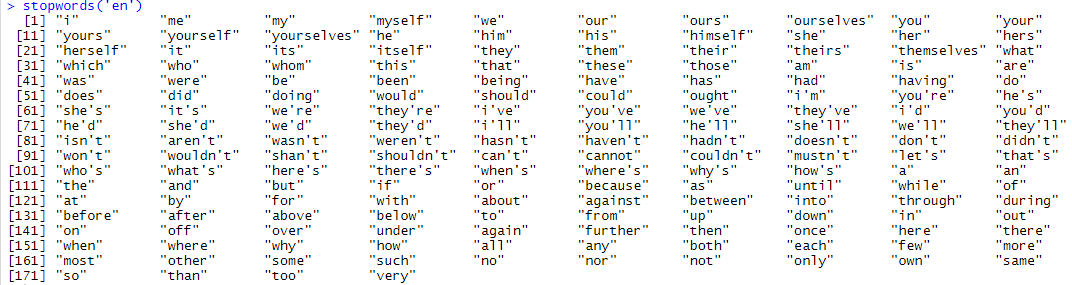 > stopwords('en')
[1] "i" "me" "my" "myself" "we" "our" "ours" "ourselves" "you" "your"
[11] "yours" "yourself" "yourselves" "he" "him" "his" "himself" "she" "her" "hers"
[21] "herself" "it" "its" "itself" "they" "them" "their" "theirs" "themselves" "what"
[31] "which" "who" "whom" "this" "that" "these" "those" "am" "is" "are"
[41] "was" "were" "be" "been" "being" "have" "has" "had" "having" "do"
[51] "does" "did" "doing" "would" "should" "could" "ought" "i'm" "you're" "he's"
[61] "she's" "it's" "we're" "they're" "i've" "you've" "we've" "they've" "i'd" "you'd"
[71] "he'd" "she'd" "we'd" "they'd" "i'll" "you'll" "he'll" "she'll" "we'll" "they'll"
[81] "isn't" "aren't" "wasn't" "weren't" "hasn't" "haven't" "hadn't" "doesn't" "don't" "didn't"
[91] "won't" "wouldn't" "shan't" "shouldn't" "can't" "cannot" "couldn't" "mustn't" "let's" "that's"
[101] "who's" "what's" "here's" "there's" "when's" "where's" "why's" "how's" "a" "an"
[111] "the" "and" "but" "if" "or" "because" "as" "until" "while" "of"
[121] "at" "by" "for" "with" "about" "against" "between" "into" "through" "during"
[131] "before" "after" "above" "below" "to" "from" "up" "down" "in" "out"
[141] "on" "off" "over" "under" "again" "further" "then" "once" "here" "there"
[151] "when" "where" "why" "how" "all" "any" "both" "each" "few" "more"
[161] "most" "other" "some" "such" "no" "nor" "not" "only" "own" "same"
[171] "so" "than" "too" "very"